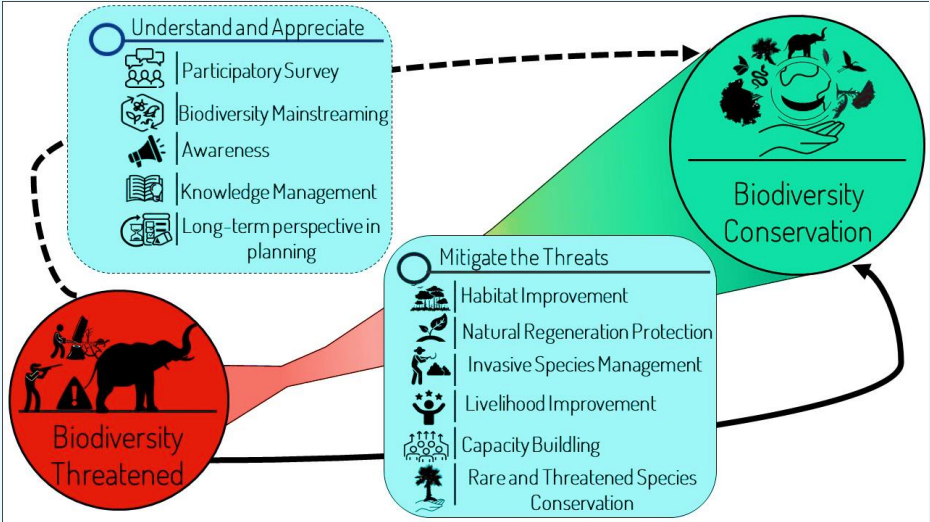 Understand and Appreciate
Participatory Survey
Biodiversity Mainstreaming
Awareness
Knowledge Management
Long-term perspective in
planning
Biodiversity
Conservation
Mitigate the Threats
Habitat Improvement
Natural Regeneration Protection
Invasive Species Management
Livelihood Improvement
Capacity Buildling
Rare and Threatened Species
Conservation
Biodiversity
Threatened